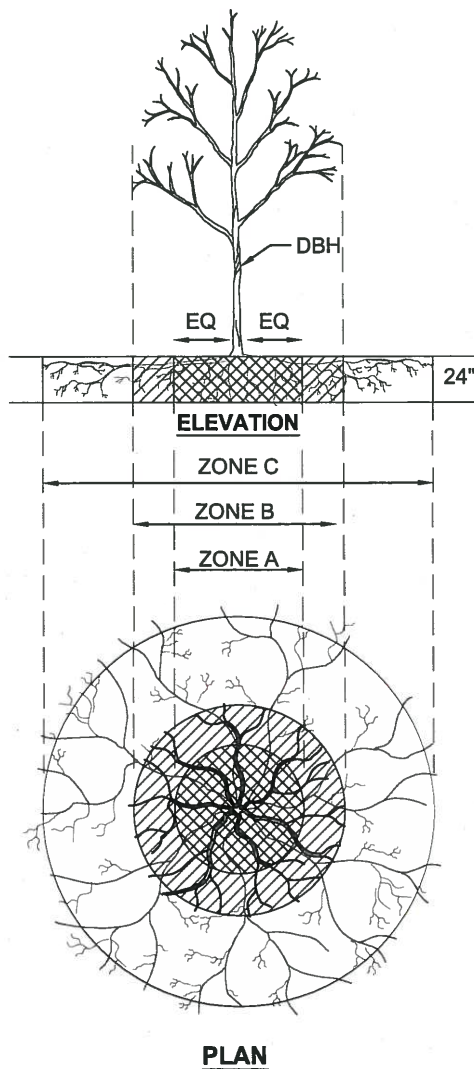 DBH
EQ EQ
24"
ELEVATION
ZONE C
ZONE B
ZONE A
PLAN